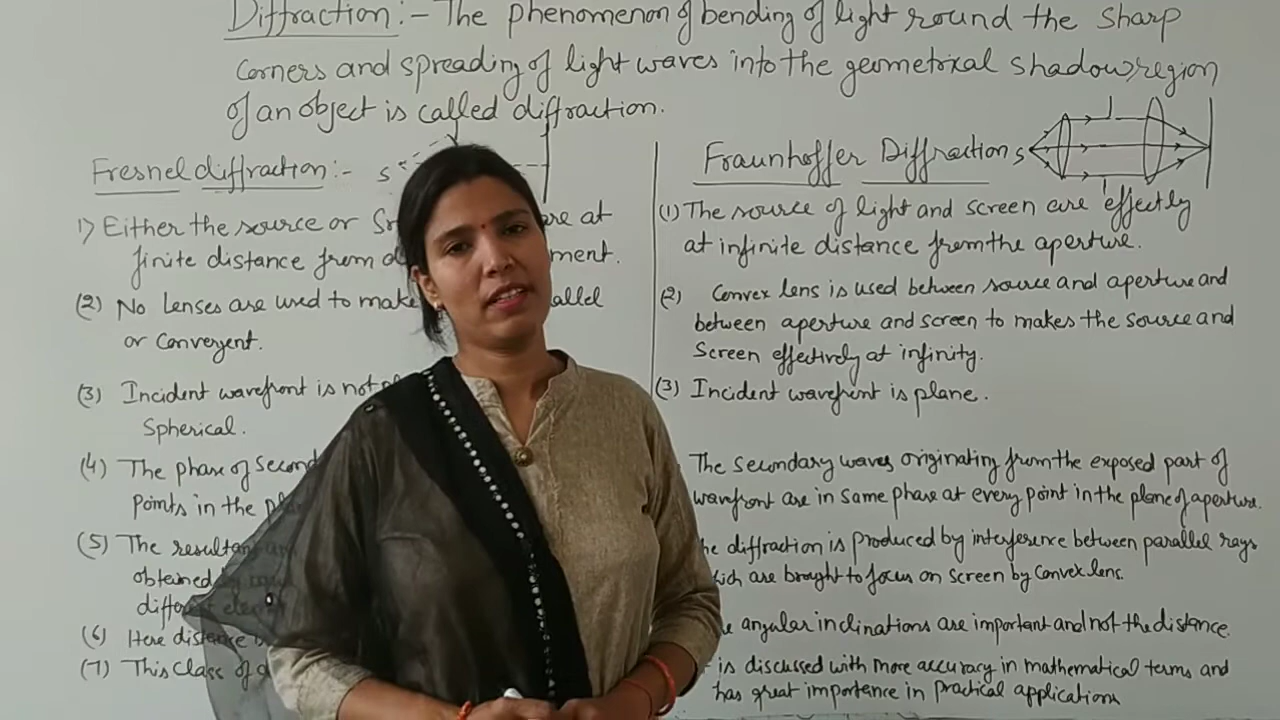 Diffraction :- The phenomenon of bending of light round the sharp
corners and spreading of light waves into the geometrical shadow region
of an object is called diffraction.
Fresnel diffraction :- S
1) Either the source or are at
finite distance from
(2) No Lenses are used to make
or convergent.
(3) Incident wavefront is not
Spherical.
(4) The phase of
Points in the
(5) The resultant
obtained by
different
(6) Here distance
(7) This class of
Fraunhoffer Diffraction S
(1) The source of light and screen are effectly
at infinite distance from the aperture.
(2) Convex lens is used between source and aperture and
between aperture and screen to makes the source and
Screen effectively at infinity.
(3) Incident wavefront is plane.
The secondary waves originating from the exposed part of
wavefront are in same phase at every point in the plane of aperture.
diffraction is produced by interference between parallel rays
are brought to focus on screen by convex lens.
angular inclinations are important and not the distance.
is discussed with more accuracy in mathematical terms and
has great importence in Practical applications